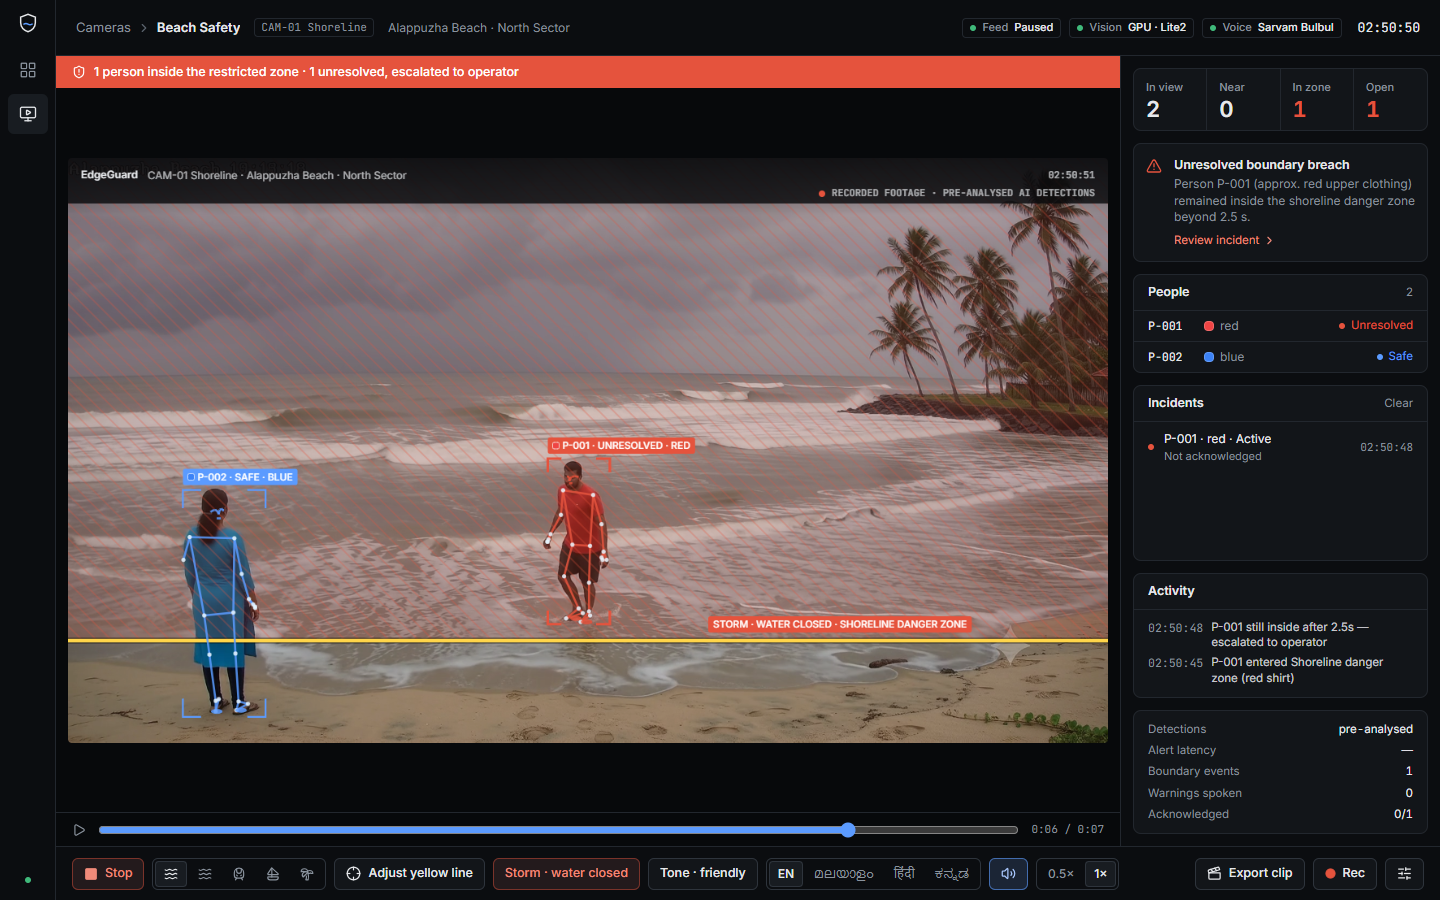 Cameras > Beach Safety CAM-01 Shoreline Alappuzha Beach · North Sector
Feed Paused Vision GPU · Lite2 Voice Sarvam Bulbul 02:50:50
1 person inside the restricted zone · 1 unresolved, escalated to operator
EdgeGuard CAM-01 Shoreline · Alappuzha Beach · North Sector
02:50:51
RECORDED FOOTAGE · PRE-ANALYSED AI DETECTIONS
P-001 · UNRESOLVED · RED
P-002 · SAFE · BLUE
STORM · WATER CLOSED · SHORELINE DANGER ZONE
0:06 / 0:07
In view Near In zone Open
2 0 1 1
Unresolved boundary breach
Person P-001 (approx. red upper clothing)
remained inside the shoreline danger zone
beyond 2.5 s.
Review incident >
People 2
P-001 red Unresolved
P-002 blue Safe
Incidents Clear
P-001 · red · Active 02:50:48
Not acknowledged
Activity
02:50:48 P-001 still inside after 2.5s —
escalated to operator
02:50:45 P-001 entered Shoreline danger
zone (red shirt)
Detections pre-analysed
Alert latency —
Boundary events 1
Warnings spoken 0
Acknowledged 0/1
Stop Adjust yellow line Storm · water closed Tone · friendly EN മലയാളം हिंदी ಕನ್ನಡ 0.5× 1× Export clip Rec